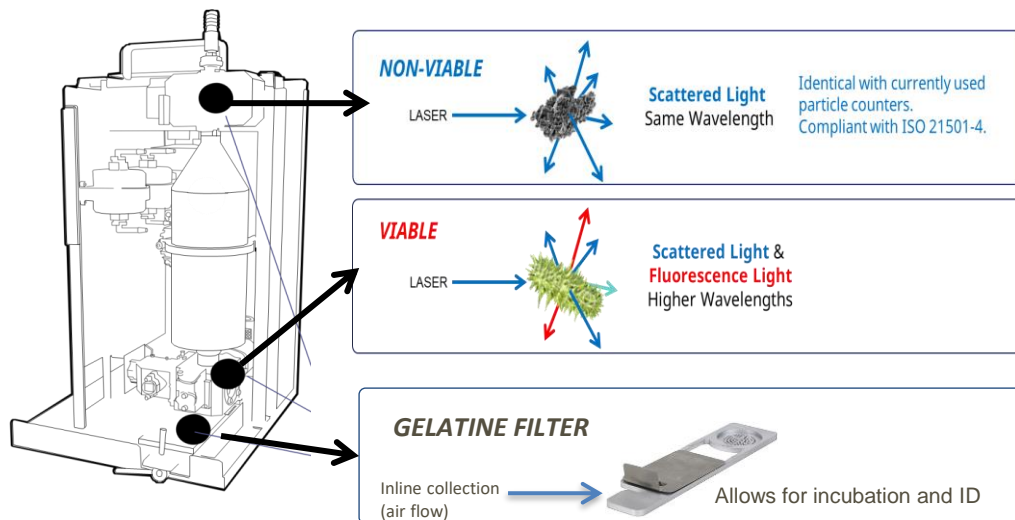 NON-VIABLE
LASER
Scattered Light
Same Wavelength
Identical with currently used
particle counters.
Compliant with ISO 21501-4.
VIABLE
LASER
Scattered Light &
Fluorescence Light
Higher Wavelengths
GELATINE FILTER
Inline collection
(air flow)
Allows for incubation and ID